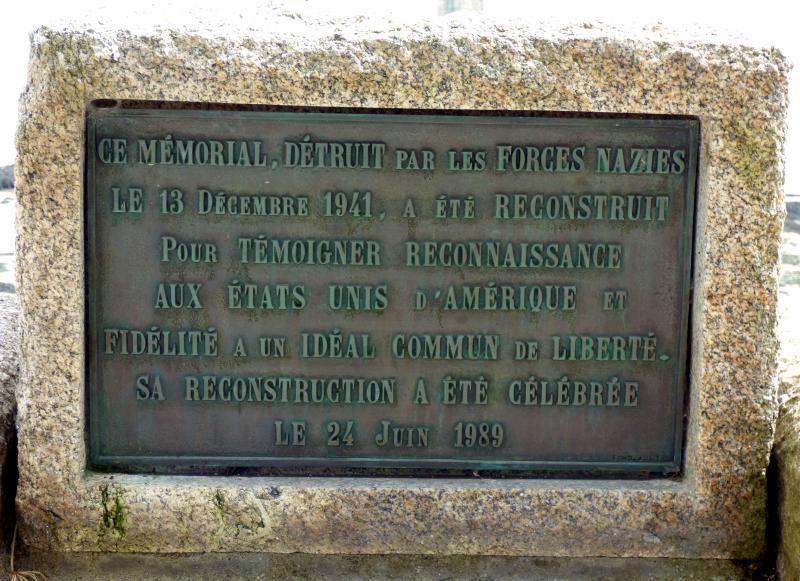 CE MÉMORIAL, DÉTRUIT PAR LES FORCES NAZIES
LE 13 DÉCEMBRE 1941, A ÉTÉ RECONSTRUIT
POUR TÉMOIGNER RECONNAISSANCE
AUX ÉTATS UNIS D'AMÉRIQUE ET
FIDÉLITÉ A UN IDÉAL COMMUN DE LIBERTÉ.
SA RECONSTRUCTION A ÉTÉ CÉLÉBRÉE
LE 24 JUIN 1989